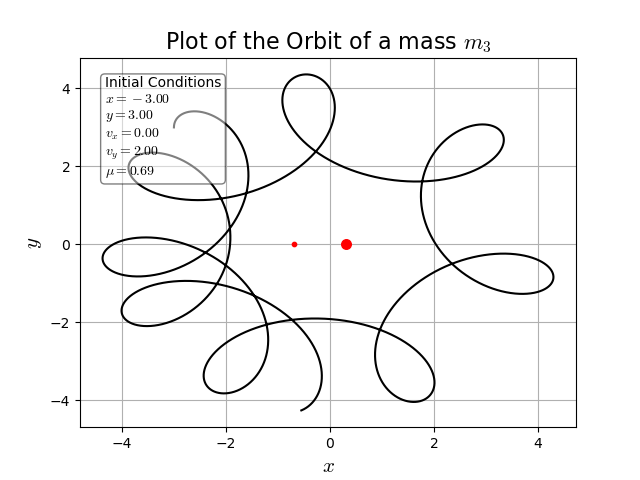 Plot of the Orbit of a mass m₃
Initial Conditions
x = −3.00
y = 3.00
vₓ = 0.00
v_y = 2.00
μ = 0.69
4
2
0
−2
−4
y
−4 −2 0 2 4
x